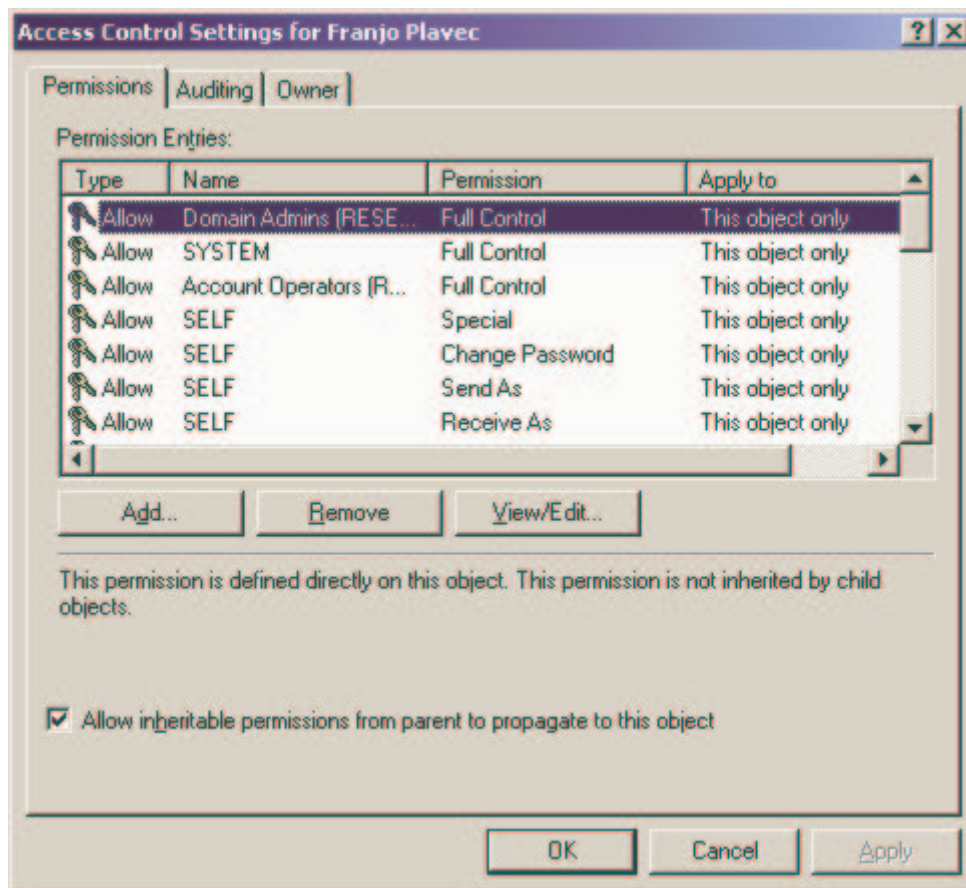 Access Control Settings for Franjo Plavec
Permissions Auditing Owner
Permission Entries:
Type Name Permission Apply to
Allow Domain Admins (RESE... Full Control This object only
Allow SYSTEM Full Control This object only
Allow Account Operators (R... Full Control This object only
Allow SELF Special This object only
Allow SELF Change Password This object only
Allow SELF Send As This object only
Allow SELF Receive As This object only
Add... Remove View/Edit...
This permission is defined directly on this object. This permission is not inherited by child
objects.
Allow inheritable permissions from parent to propagate to this object
OK Cancel Apply